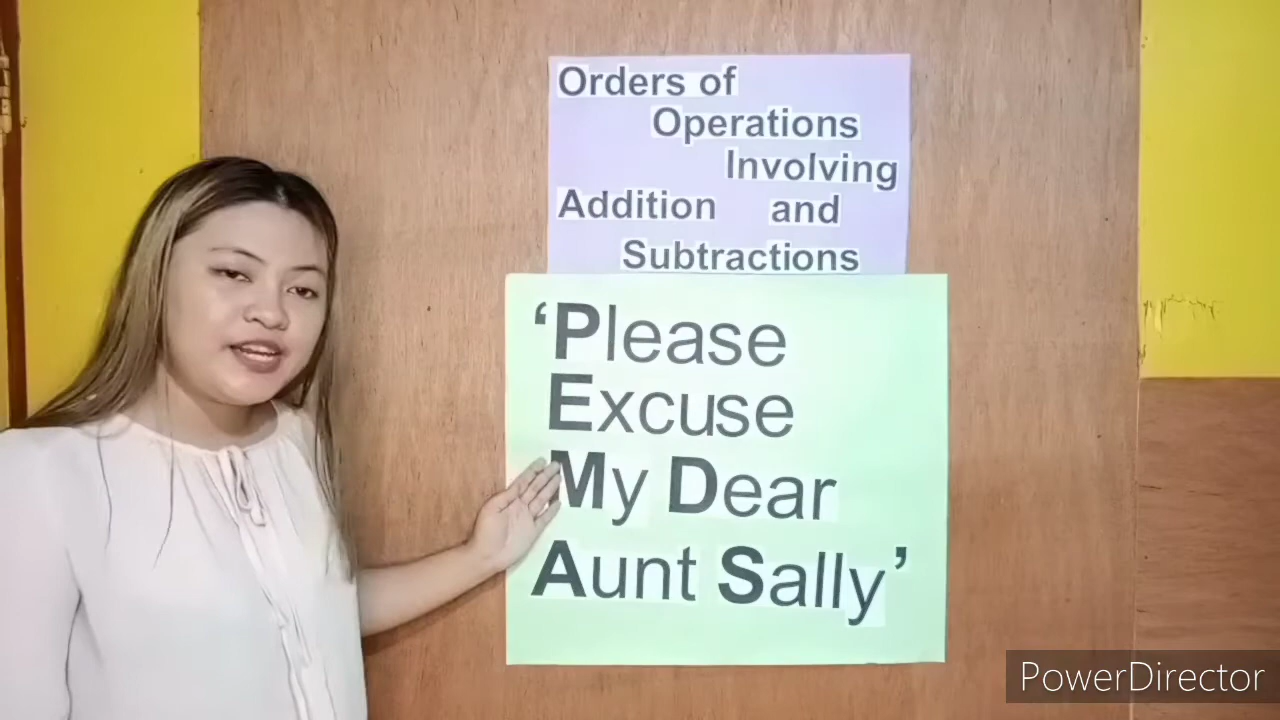 Orders of
Operations
Involving
Addition and
Subtractions
‘Please
Excuse
My Dear
Aunt Sally’
PowerDirector